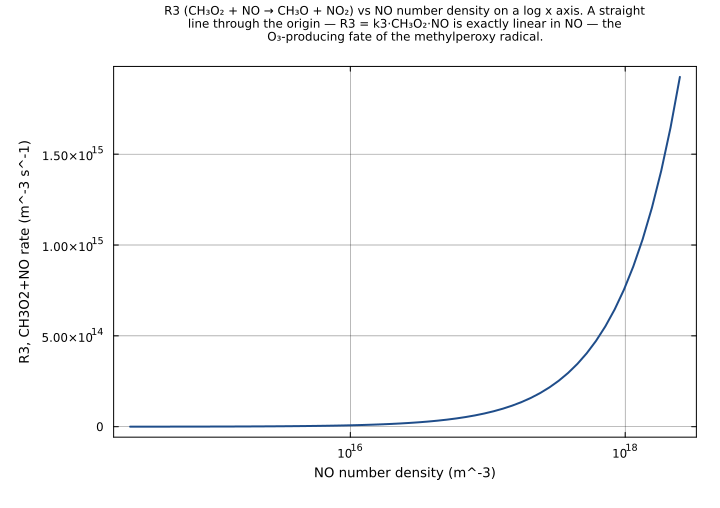 R3 (CH₃O₂ + NO → CH₃O + NO₂) vs NO number density on a log x axis. A straight
line through the origin — R3 = k3·CH₃O₂·NO is exactly linear in NO — the
O₃-producing fate of the methylperoxy radical.
R3, CH3O2+NO rate (m^-3 s^-1)
1.50×10¹⁵
1.00×10¹⁵
5.00×10¹⁴
0
10¹⁶
10¹⁸
NO number density (m^-3)